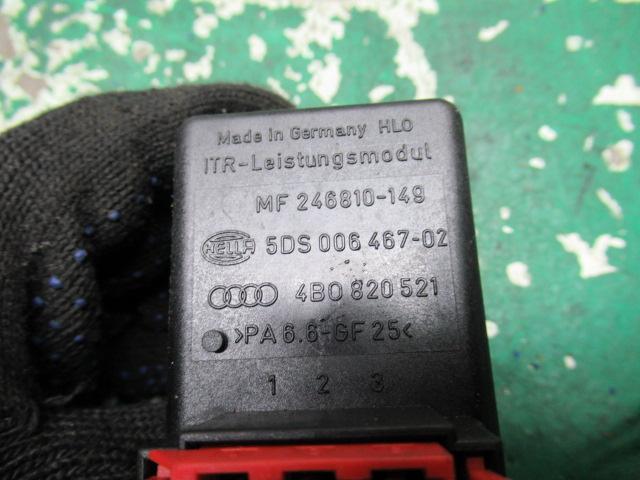 Made in Germany HLO
ITR-Leistungsmodul
MF 246810-149
HELLA 5DS 006 467-02
4B0 820 521
>PA 6.6-GF 25<
1 2 3